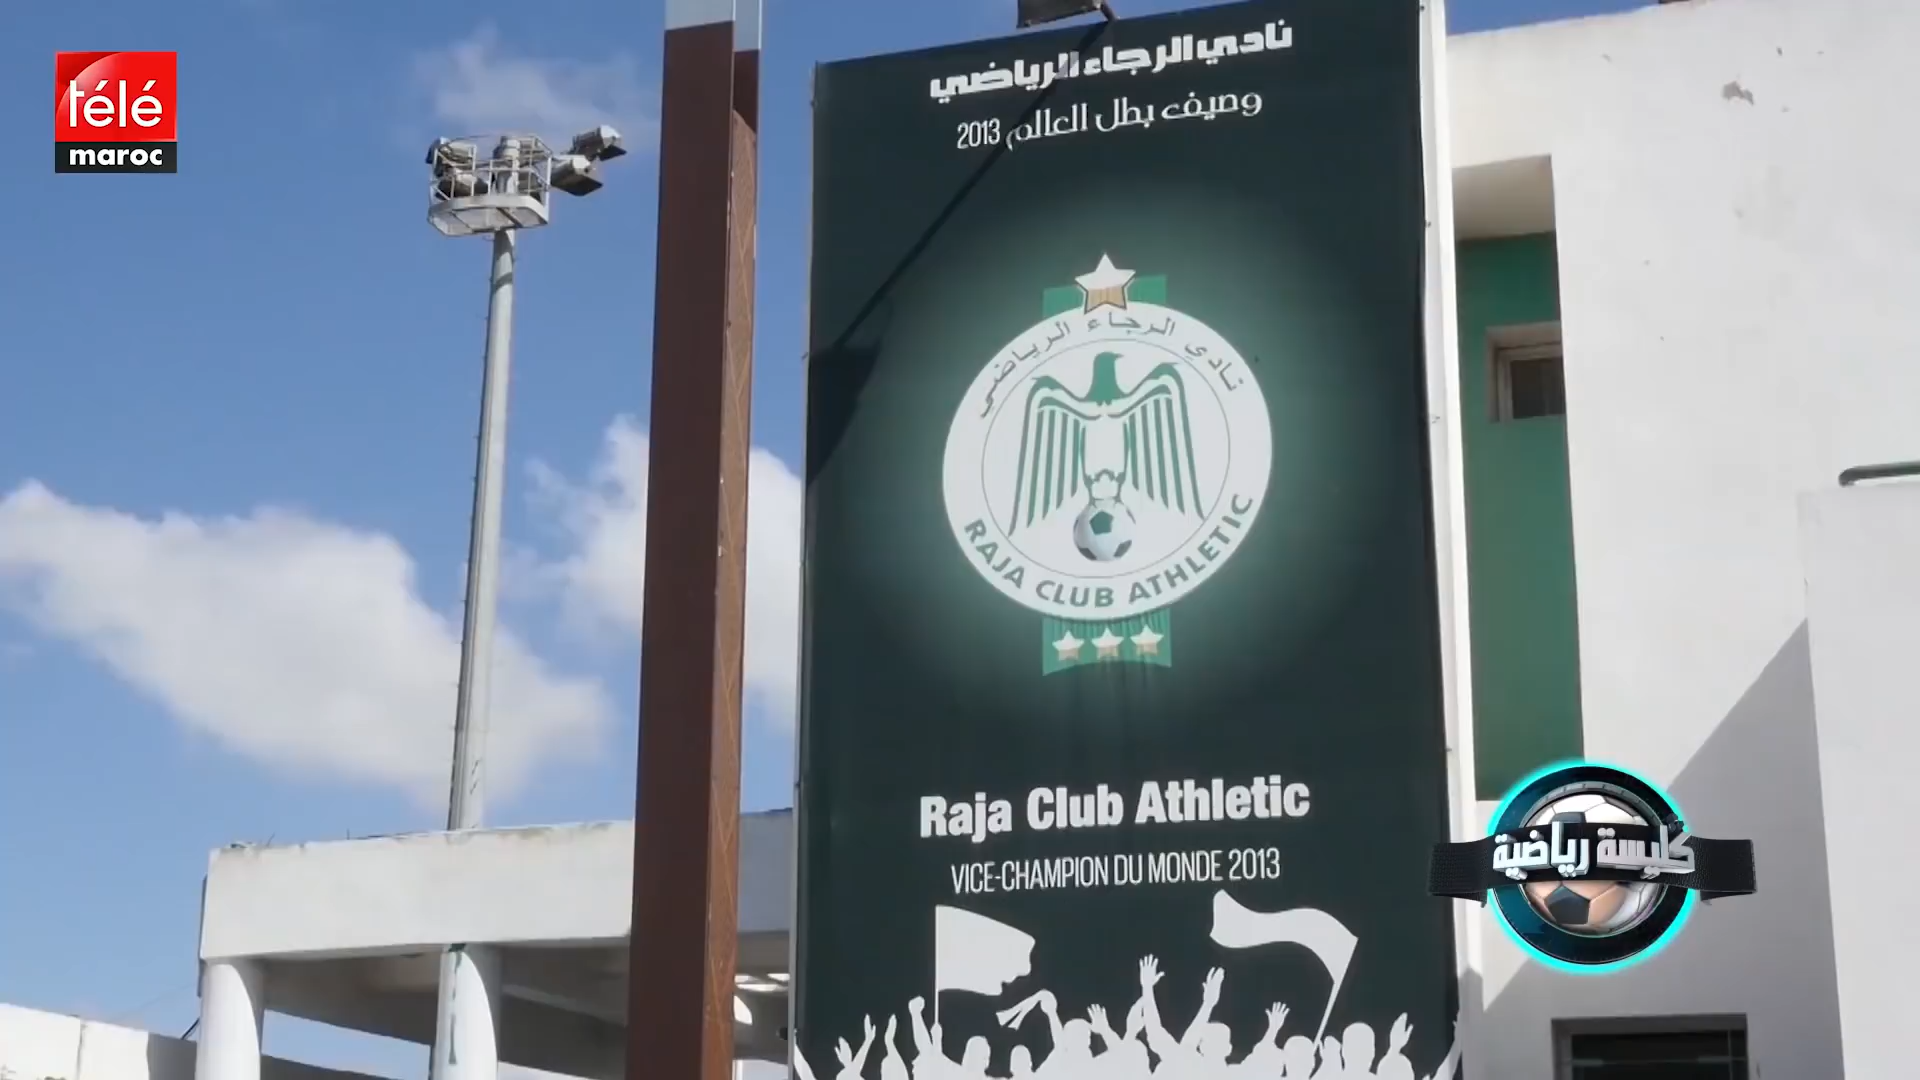 télé
maroc
نادي الرجاء الرياضي
وصيف بطل العالم 2013
نادي الرجاء الرياضي
RAJA CLUB ATHLETIC
Raja Club Athletic
VICE-CHAMPION DU MONDE 2013
كليسة رياضية